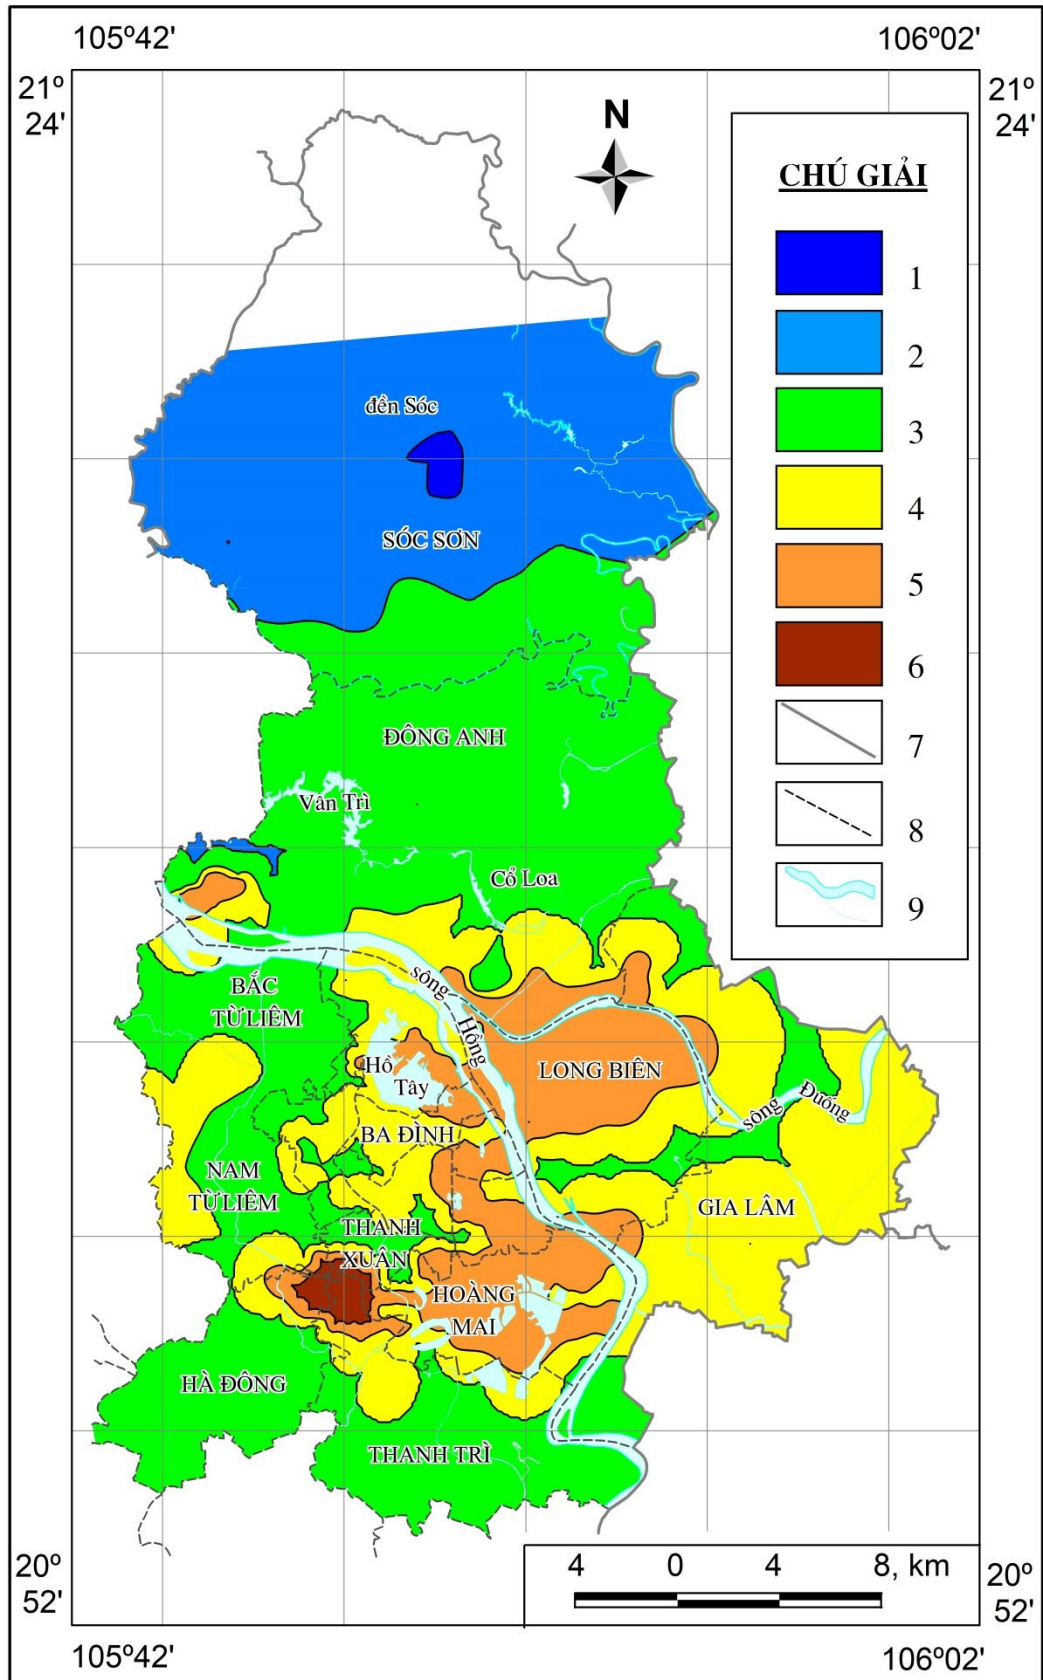 105º42'
106º02'
21º
24'
21º
24'
N
CHÚ GIẢI
1
2
3
4
5
6
7
8
9
đền Sóc
SÓC SƠN
ĐÔNG ANH
Vân Trì
Cổ Loa
BẮC
TỪ LIÊM
sông
Hồng
Hồ
Tây
LONG BIÊN
sông
Đuống
BA ĐÌNH
NAM
TỪ LIÊM
THANH
XUÂN
GIA LÂM
HOÀNG
MAI
HÀ ĐÔNG
THANH TRÌ
4 0 4 8, km
20º
52'
20º
52'
105º42'
106º02'